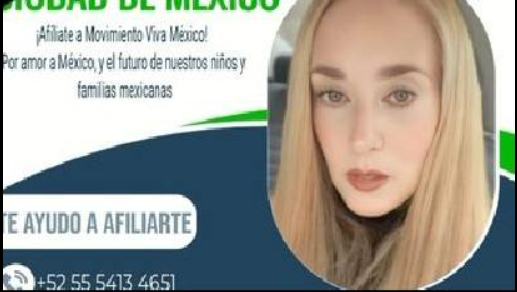 CIUDAD DE MÉXICO
¡Afíliate a Movimiento Viva México!
Por amor a México, y el futuro de nuestros niños y
familias mexicanas
TE AYUDO A AFILIARTE
+52 55 5413 4651